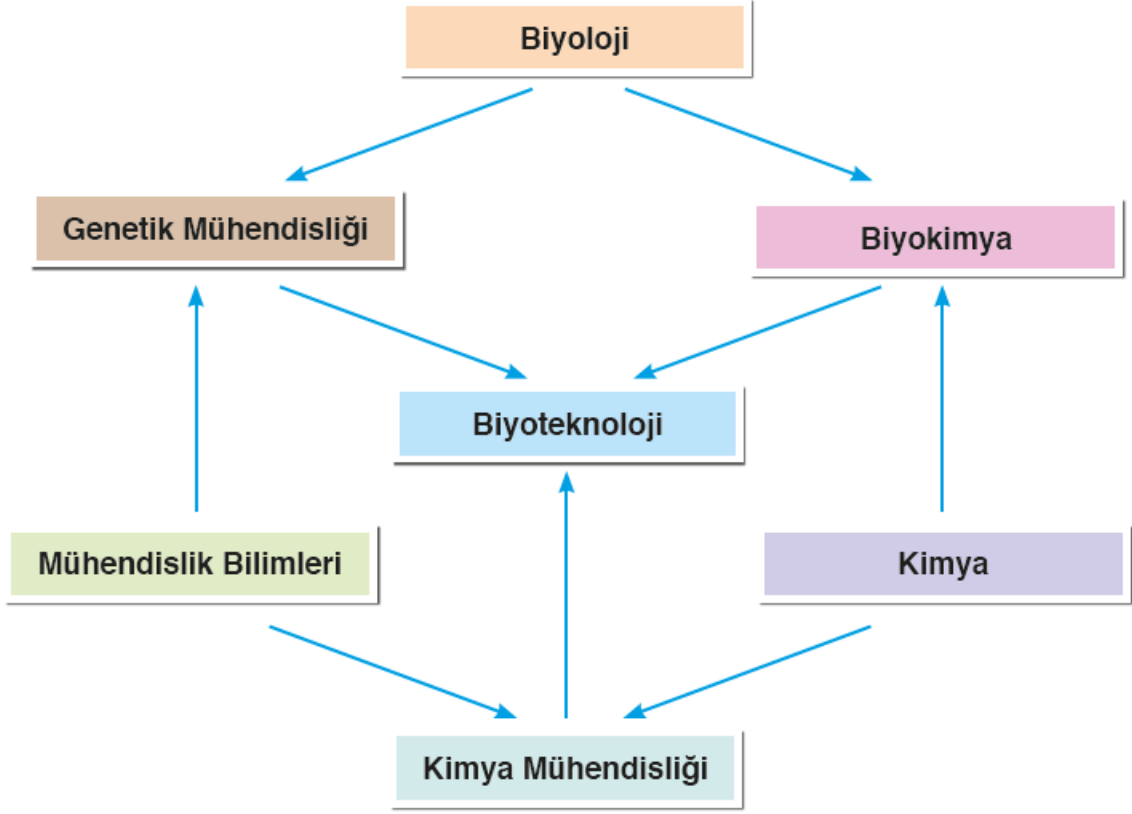 Biyoloji
Genetik Mühendisliği
Biyokimya
Biyoteknoloji
Mühendislik Bilimleri
Kimya
Kimya Mühendisliği